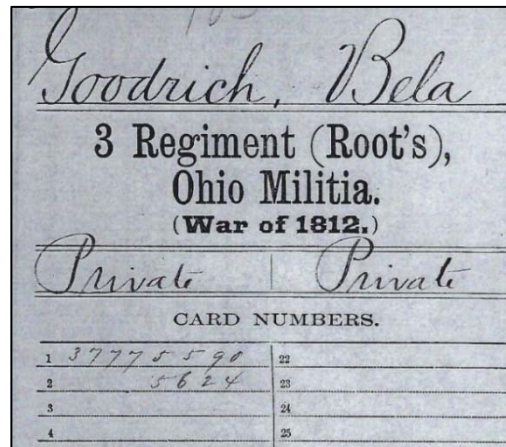 Goodrich, Bela
3 Regiment (Root's),
Ohio Militia.
(War of 1812.)
Private Private
CARD NUMBERS.
1 37775590 22
2 5624 23
3 24
4 25